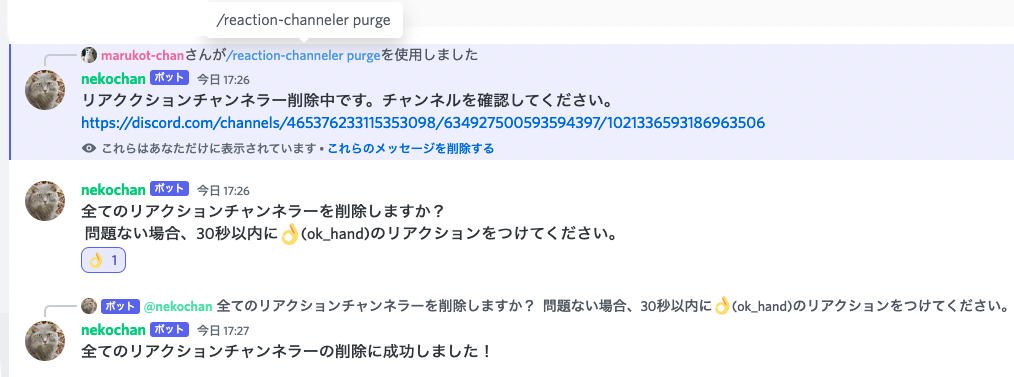 /reaction-channeler purge
marukot-chanさんが/reaction-channeler purgeを使用しました
nekochan ボット 今日 17:26
リアククションチャンネラー削除中です。チャンネルを確認してください。
https://discord.com/channels/465376233115353098/634927500593594397/1021336593186963506
これらはあなただけに表示されています • これらのメッセージを削除する
nekochan ボット 今日 17:26
全てのリアクションチャンネラーを削除しますか？
問題ない場合、30秒以内に👌(ok_hand)のリアクションをつけてください。
👌 1
ボット @nekochan 全てのリアクションチャンネラーを削除しますか？ 問題ない場合、30秒以内に👌(ok_hand)のリアクションをつけてください。
nekochan ボット 今日 17:27
全てのリアクションチャンネラーの削除に成功しました！